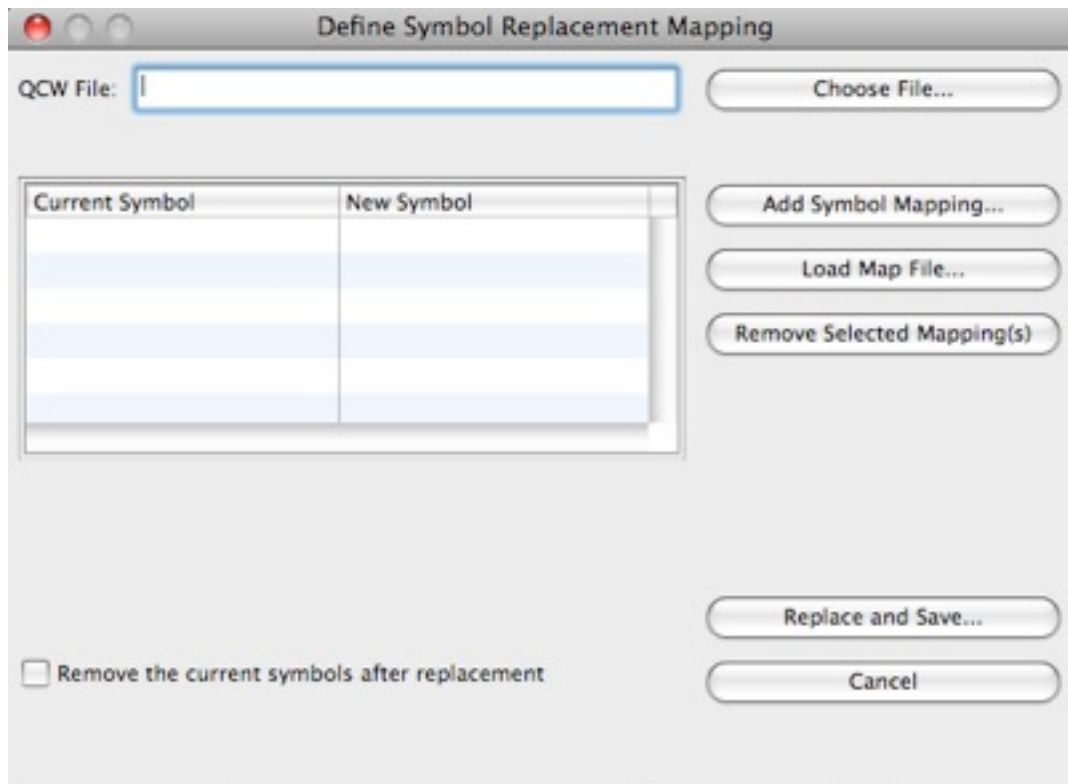 Define Symbol Replacement Mapping
QCW File:
Choose File...
Current Symbol New Symbol
Add Symbol Mapping...
Load Map File...
Remove Selected Mapping(s)
Replace and Save...
Remove the current symbols after replacement
Cancel